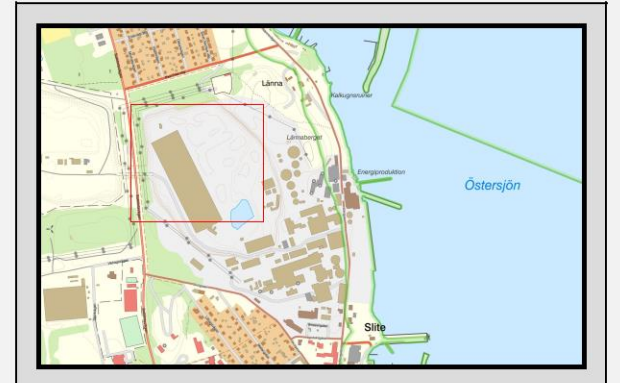 Länna
Kalkugnsruiner
Lännaberget
Energiproduktion
Östersjön
Slite